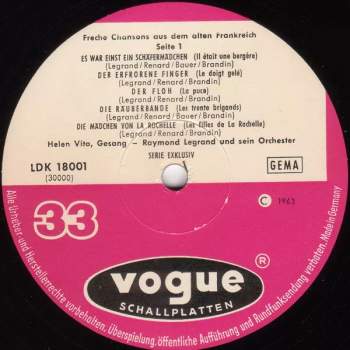 Freche Chansons aus dem alten Frankreich
Seite 1
ES WAR EINST EIN SCHÄFERMÄDCHEN (Il était une bergère)
(Legrand/Renard/Bauer/Brandin)
DER ERFRORENE FINGER (Le doigt gelé)
(Legrand/Renard/Brandin)
DER FLOH (La puce)
(Legrand/Renard/Brandin)
DIE RÄUBERBANDE (Les trente brigands)
(Legrand/Renard/Brandin)
DIE MÄDCHEN VON LA ROCHELLE (Les filles de La Rochelle)
(Legrand/Renard/Brandin)
Helen Vita, Gesang - Raymond Legrand und sein Orchester
LDK 18001
(30000)
SERIE EXKLUSIV
GEMA
33
C 1963
vogue ®
SCHALLPLATTEN
Alle Urheber- und Herstellerrechte vorbehalten. Überspielung, öffentliche Aufführung und Rundfunksendung verboten. Made in Germany